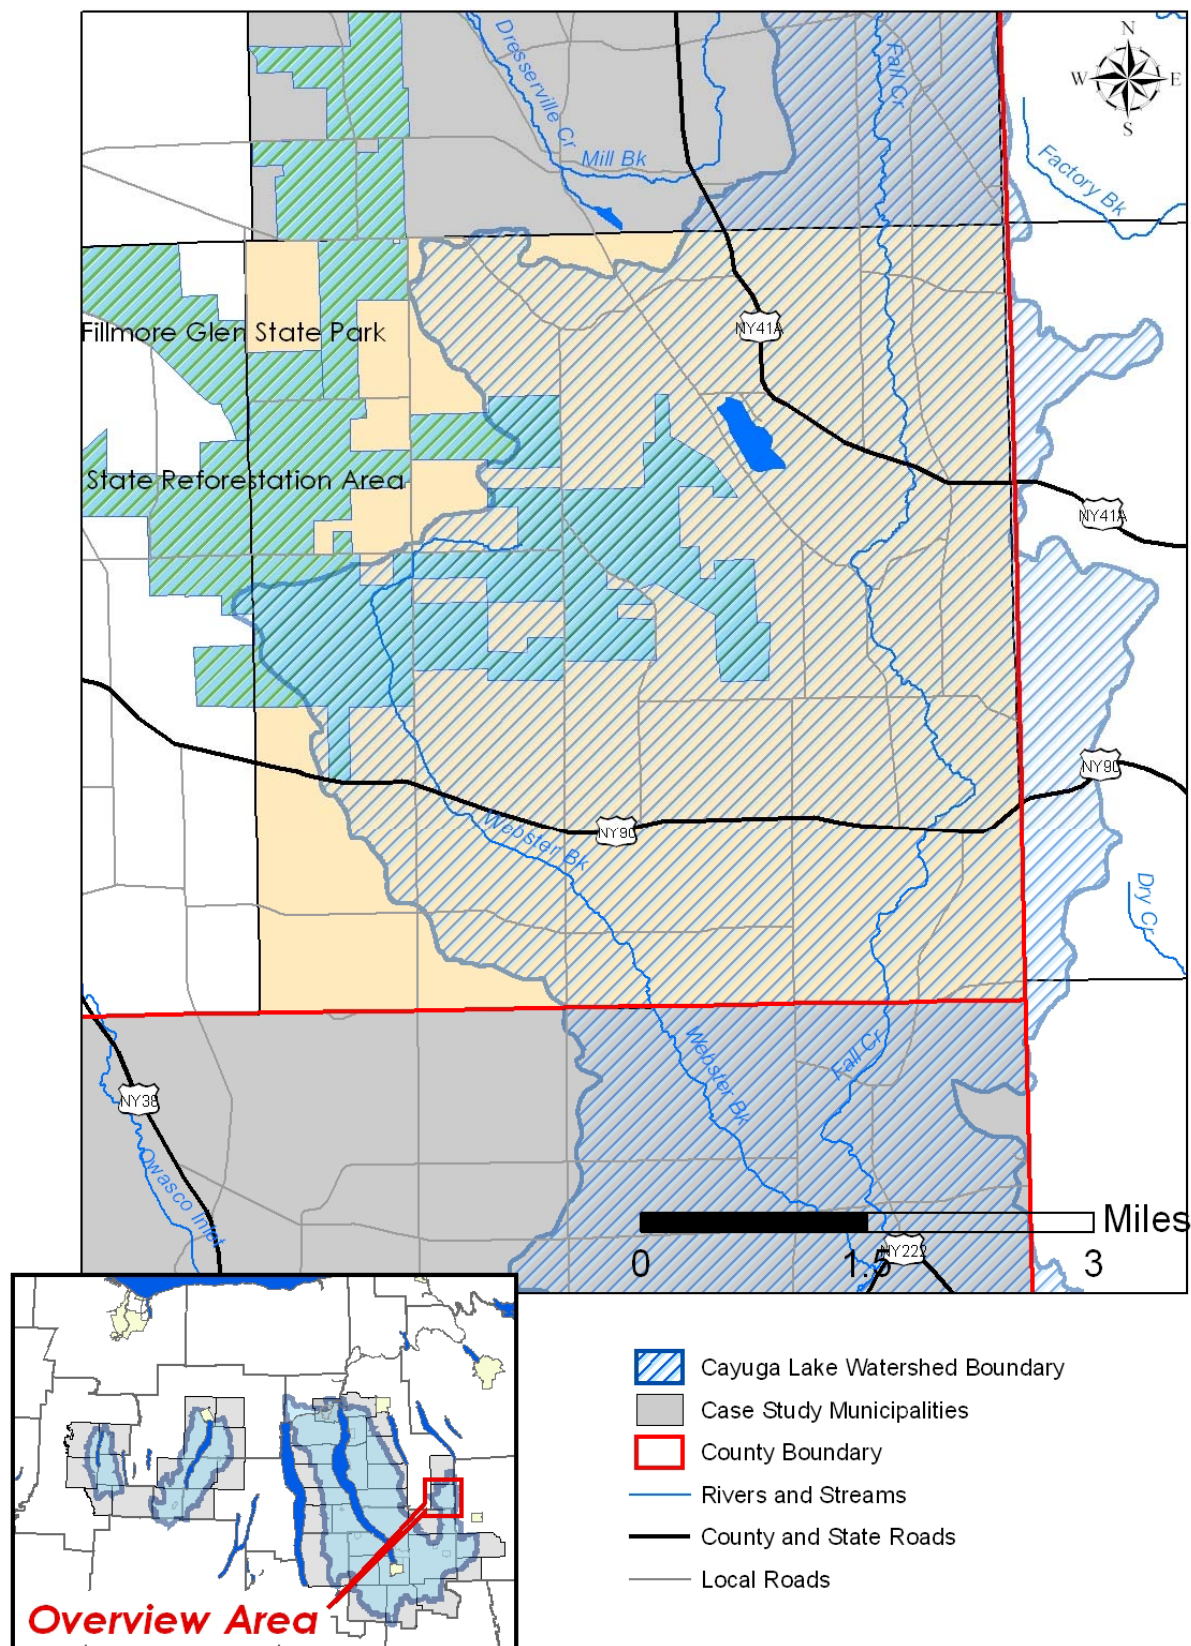 N
W
E
S
Dresserville Cr
Fall Cr
Mill Bk
Factory Bk
NY41A
Fillmore Glen State Park
State Reforestation Area
NY41A
NY90
NY90
Webster Bk
Dry Cr
Webster Bk
Fall Cr
NY38
Owasco Inlet
Miles
0
1.5
3
NY222
Cayuga Lake Watershed Boundary
Case Study Municipalities
County Boundary
Rivers and Streams
County and State Roads
Local Roads
Overview Area